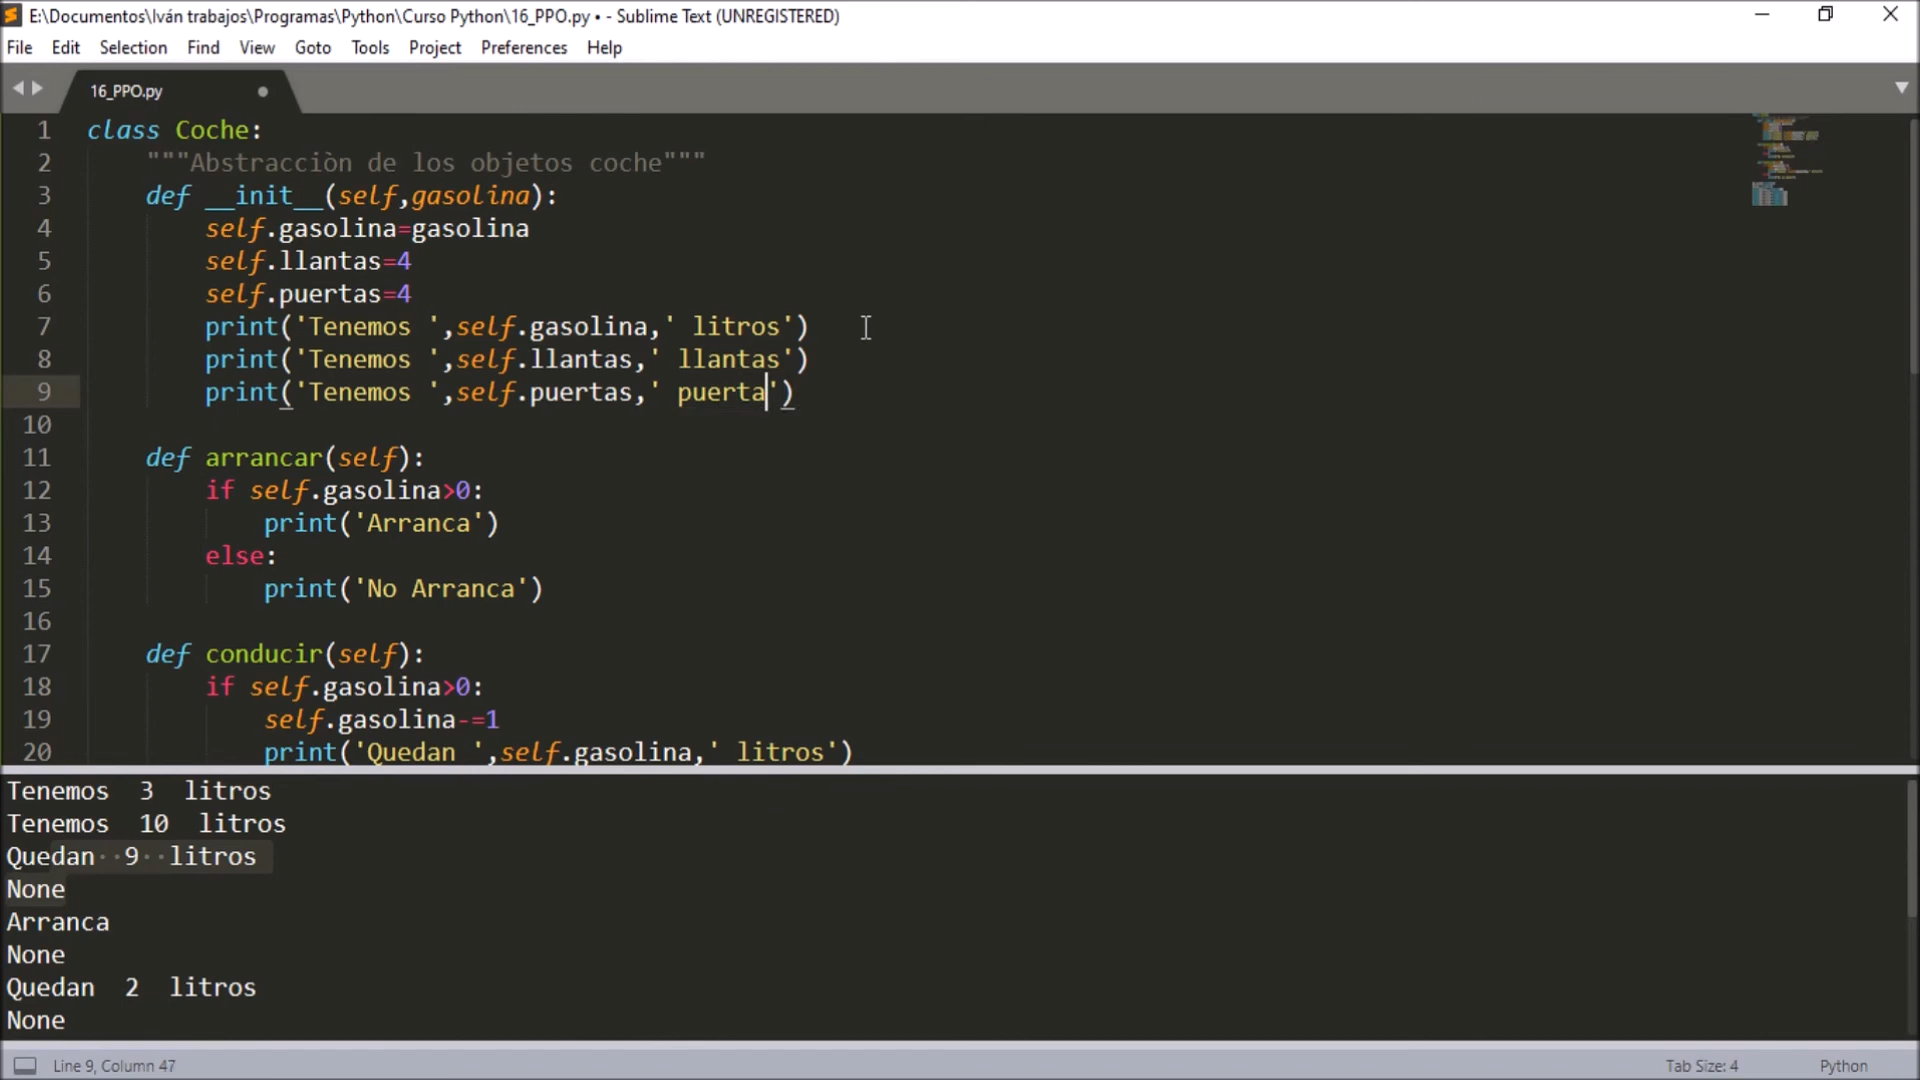 E:\Documentos\Iván trabajos\Programas\Python\Curso Python\16_PPO.py • - Sublime Text (UNREGISTERED)
File Edit Selection Find View Goto Tools Project Preferences Help
16_PPO.py
1 class Coche:
2 """Abstracciòn de los objetos coche"""
3 def __init__(self,gasolina):
4 self.gasolina=gasolina
5 self.llantas=4
6 self.puertas=4
7 print('Tenemos ',self.gasolina,' litros')
8 print('Tenemos ',self.llantas,' llantas')
9 print('Tenemos ',self.puertas,' puerta')
10
11 def arrancar(self):
12 if self.gasolina>0:
13 print('Arranca')
14 else:
15 print('No Arranca')
16
17 def conducir(self):
18 if self.gasolina>0:
19 self.gasolina-=1
20 print('Quedan ',self.gasolina,' litros')
Tenemos  3  litros
Tenemos  10  litros
Quedan··9··litros
None
Arranca
None
Quedan  2  litros
None
Line 9, Column 47 Tab Size: 4 Python